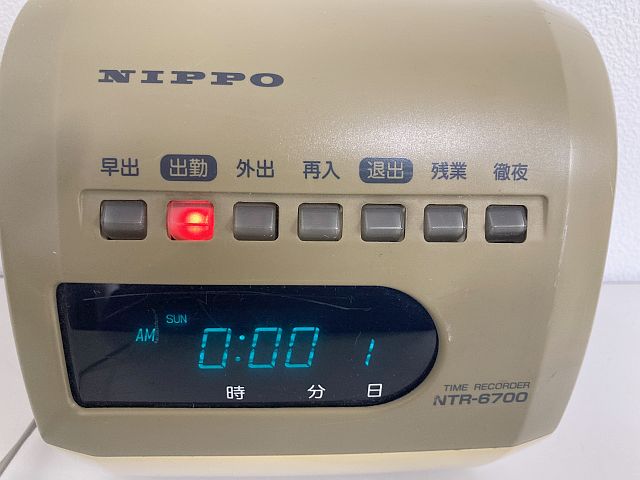 NIPPO
早出 出勤 外出 再入 退出 残業 徹夜
SUN
AM 0:00 1
時 分 日
TIME RECORDER
NTR-6700